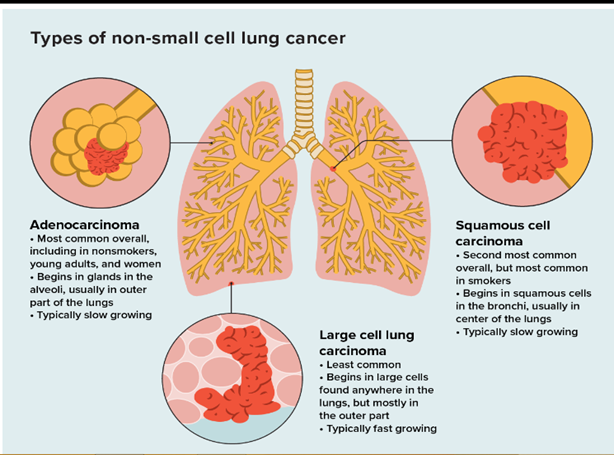 Types of non-small cell lung cancer
Adenocarcinoma
• Most common overall,
including in nonsmokers,
young adults, and women
• Begins in glands in the
alveoli, usually in outer
part of the lungs
• Typically slow growing
Squamous cell
carcinoma
• Second most common
overall, but most common
in smokers
• Begins in squamous cells
in the bronchi, usually in
center of the lungs
• Typically slow growing
Large cell lung
carcinoma
• Least common
• Begins in large cells
found anywhere in the
lungs, but mostly in
the outer part
• Typically fast growing